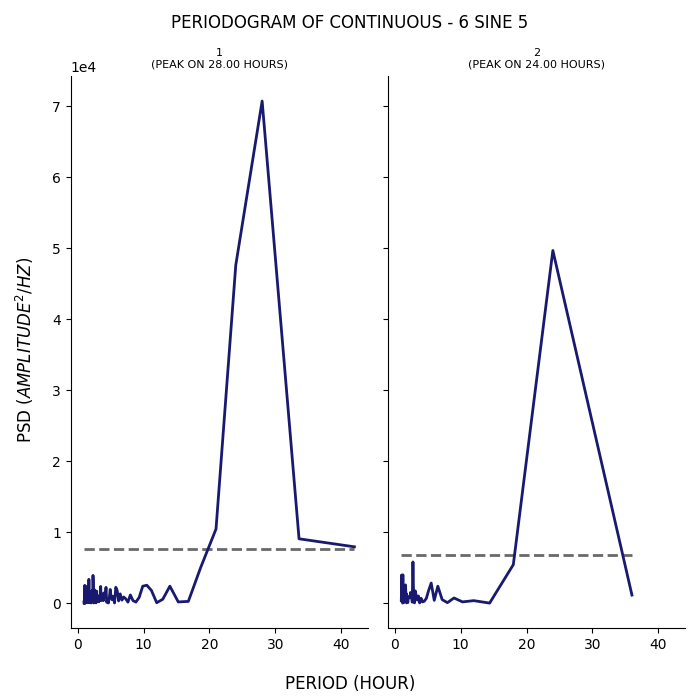 PERIODOGRAM OF CONTINUOUS - 6 SINE 5
1
(PEAK ON 28.00 HOURS)
2
(PEAK ON 24.00 HOURS)
1e4
7
6
5
4
3
2
1
0
PSD (AMPLITUDE²/HZ)
0 10 20 30 40
0 10 20 30 40
PERIOD (HOUR)